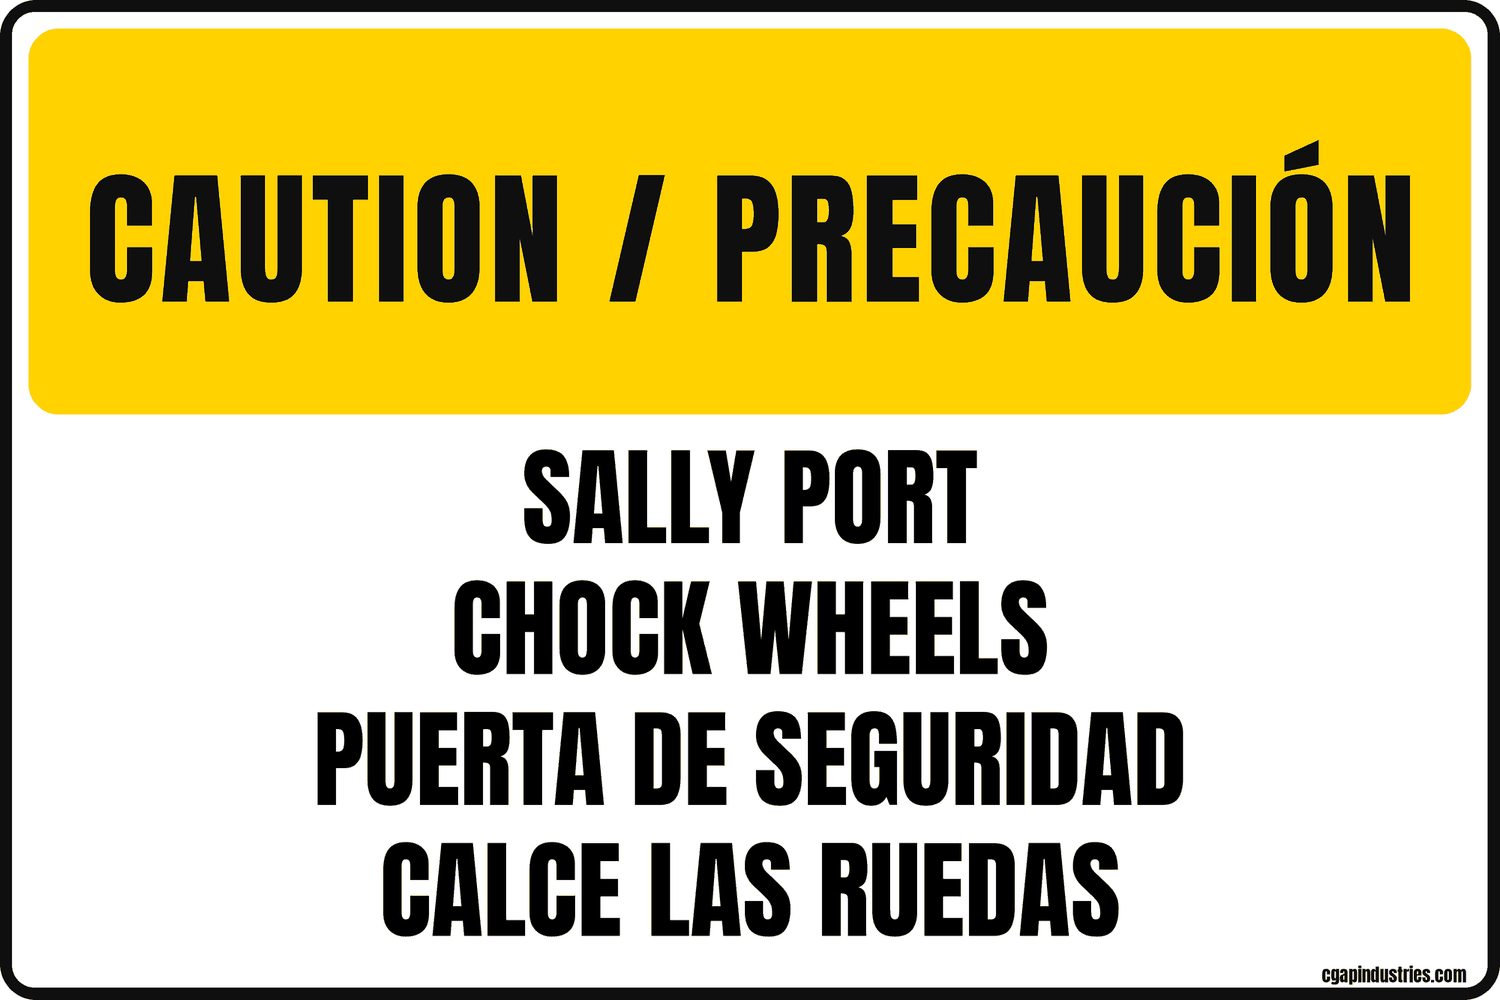 CAUTION / PRECAUCIÓN
SALLY PORT
CHOCK WHEELS
PUERTA DE SEGURIDAD
CALCE LAS RUEDAS
cgapindustries.com